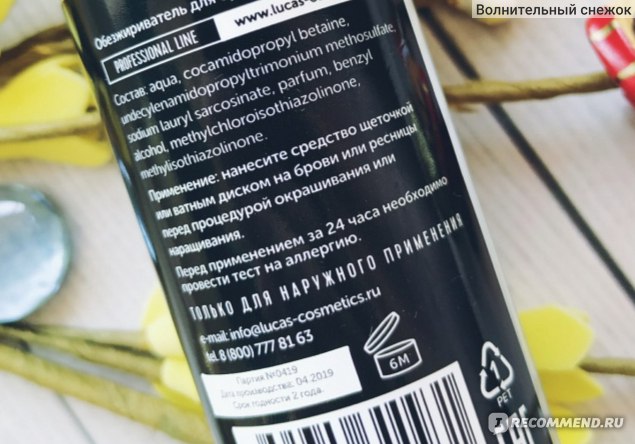 Волнительный снежок
Обезжириватель для
www.lucas-c
PROFESSIONAL LINE
Состав: aqua, cocamidopropyl betaine,
undecylenamidopropyltrimonium methosulfate,
sodium lauryl sarcosinate, parfum, benzyl
alcohol, methylchloroisothiazolinone,
methylisothiazolinone.
Применение: нанесите средство щеточкой
или ватным диском на брови или ресницы
перед процедурой окрашивания или
наращивания.
Перед применением за 24 часа необходимо
провести тест на аллергию.
ТОЛЬКО ДЛЯ НАРУЖНОГО ПРИМЕНЕНИЯ
e-mail: info@lucas-cosmetics.ru
tel. 8 (800) 777 81 63
Партия №0419
Дата производства: 04.2019
Срок годности 2 года.
6M
1
PET
IRECOMMEND.RU